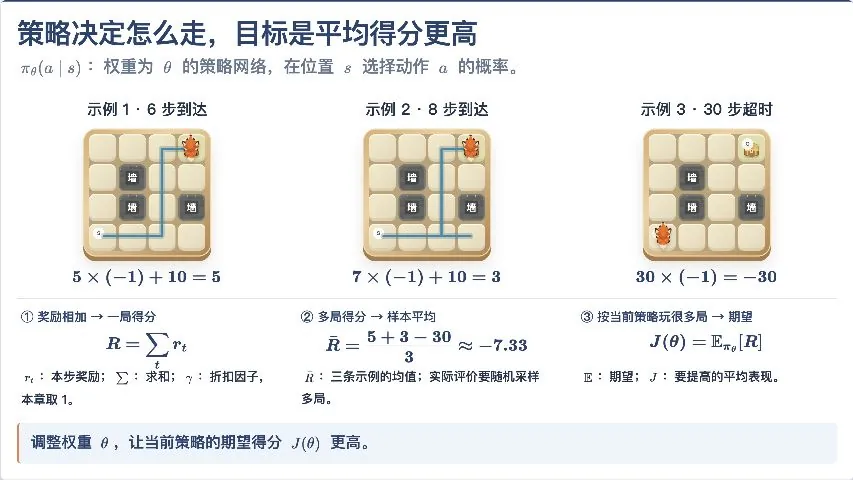 策略决定怎么走，目标是平均得分更高
π_θ(a | s)：权重为 θ 的策略网络，在位置 s 选择动作 a 的概率。
示例 1 · 6 步到达
示例 2 · 8 步到达
示例 3 · 30 步超时
墙
墙
墙
S
墙
墙
墙
S
G
墙
墙
墙
5 × (−1) + 10 = 5
7 × (−1) + 10 = 3
30 × (−1) = −30
① 奖励相加 → 一局得分
R = ∑_t r_t
r_t：本步奖励；∑：求和；γ：折扣因子，
本章取 1。
② 多局得分 → 样本平均
R̄ = (5 + 3 − 30)/3 ≈ −7.33
R̄：三条示例的均值；实际评价要随机采样
多局。
③ 按当前策略玩很多局 → 期望
J(θ) = 𝔼_{π_θ}[R]
𝔼：期望；J：要提高的平均表现。
调整权重 θ，让当前策略的期望得分 J(θ) 更高。